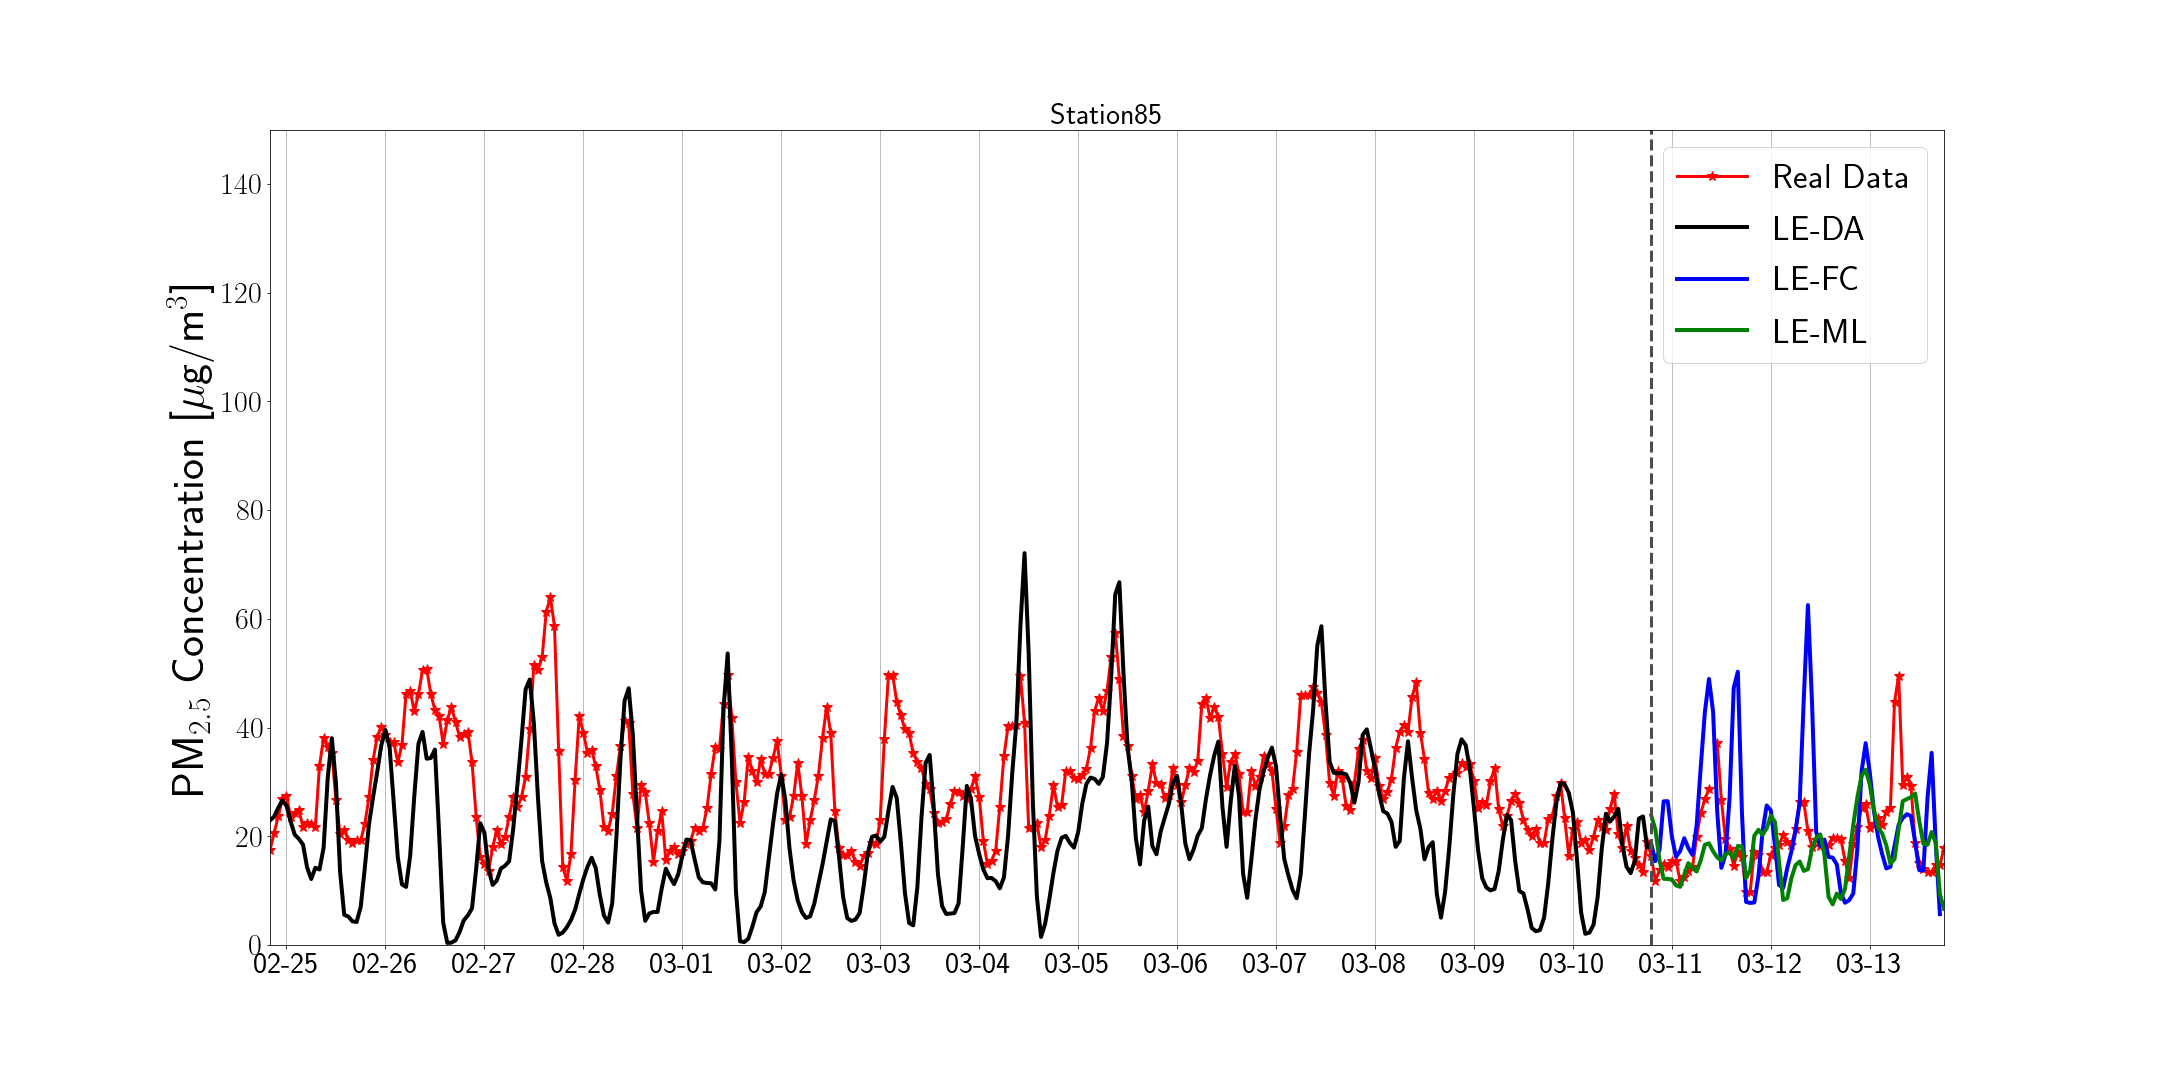 Station85
PM2.5 Concentration [μg/m³]
140
120
100
80
60
40
20
0
02-25 02-26 02-27 02-28 03-01 03-02 03-03 03-04 03-05 03-06 03-07 03-08 03-09 03-10 03-11 03-12 03-13
Real Data
LE-DA
LE-FC
LE-ML